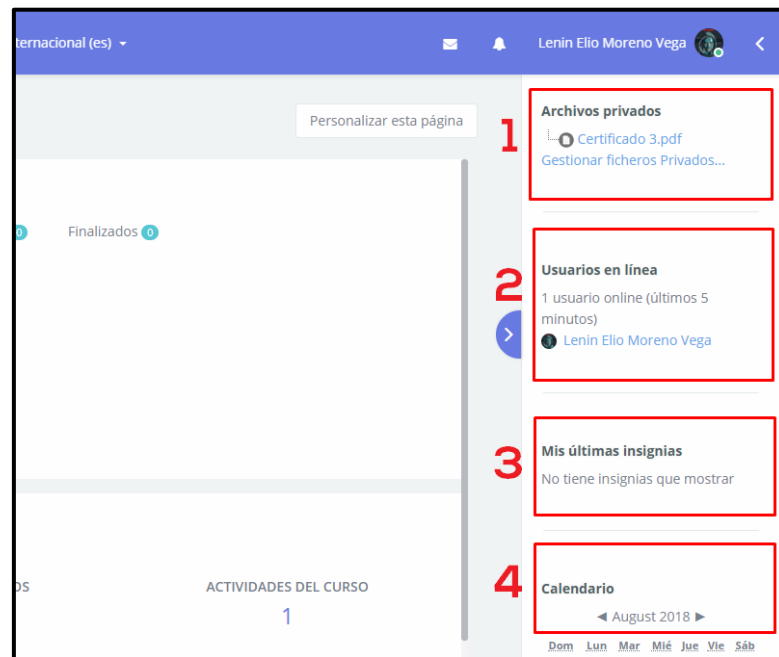 ternacional (es)
Lenin Elio Moreno Vega
Personalizar esta página
0
Finalizados 0
OS
ACTIVIDADES DEL CURSO
1
1
Archivos privados
Certificado 3.pdf
Gestionar ficheros Privados...
2
Usuarios en línea
1 usuario online (últimos 5
minutos)
Lenin Elio Moreno Vega
3
Mis últimas insignias
No tiene insignias que mostrar
4
Calendario
◄ August 2018 ►
Dom Lun Mar Mié Jue Vie Sáb